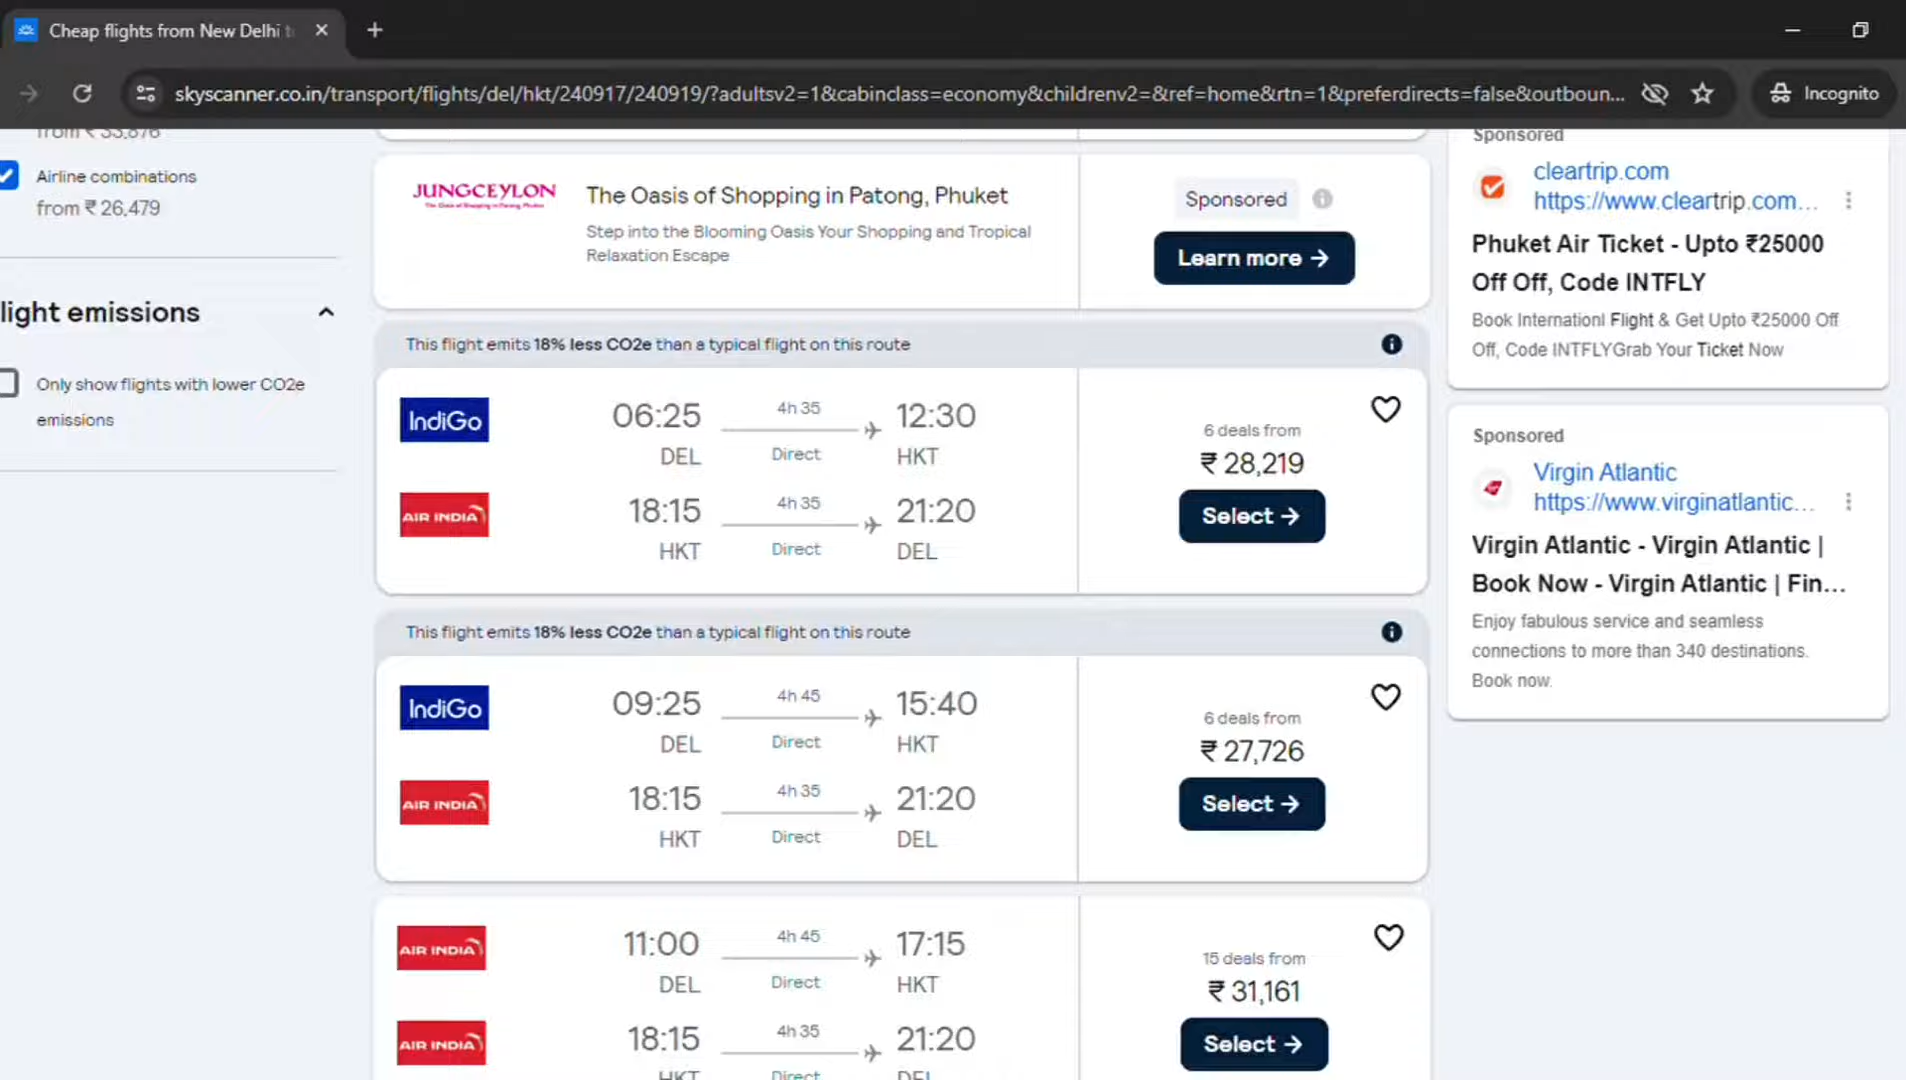 Cheap flights from New Delhi t
skyscanner.co.in/transport/flights/del/hkt/240917/240919/?adultsv2=1&cabinclass=economy&childrenv2=&ref=home&rtn=1&preferdirects=false&outboun...
Incognito
from ₹ 33,876
Airline combinations
from ₹ 26,479
light emissions
Only show flights with lower CO2e
emissions
JUNGCEYLON
The Oasis of Shopping in Patong, Phuket
Step into the Blooming Oasis Your Shopping and Tropical
Relaxation Escape
Sponsored
Learn more →
This flight emits 18% less CO2e than a typical flight on this route
IndiGo
06:25
4h 35
12:30
DEL
Direct
HKT
AIR INDIA
18:15
4h 35
21:20
HKT
Direct
DEL
6 deals from
₹ 28,219
Select →
This flight emits 18% less CO2e than a typical flight on this route
IndiGo
09:25
4h 45
15:40
DEL
Direct
HKT
AIR INDIA
18:15
4h 35
21:20
HKT
Direct
DEL
6 deals from
₹ 27,726
Select →
AIR INDIA
11:00
4h 45
17:15
DEL
Direct
HKT
AIR INDIA
18:15
4h 35
21:20
HKT
Direct
DEL
15 deals from
₹ 31,161
Select →
Sponsored
cleartrip.com
https://www.cleartrip.com...
Phuket Air Ticket - Upto ₹25000
Off Off, Code INTFLY
Book Internationl Flight & Get Upto ₹25000 Off
Off, Code INTFLYGrab Your Ticket Now
Sponsored
Virgin Atlantic
https://www.virginatlantic...
Virgin Atlantic - Virgin Atlantic |
Book Now - Virgin Atlantic | Fin...
Enjoy fabulous service and seamless
connections to more than 340 destinations.
Book now.